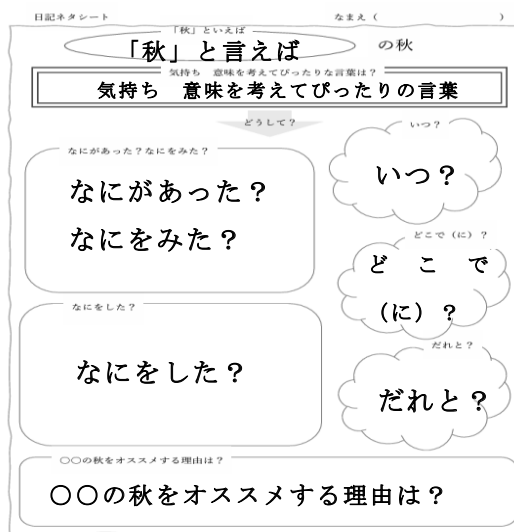 日記ネタシート
なまえ（　　　　　　　）
「秋」といえば
「秋」と言えば
の秋
気持ち　意味を考えてぴったりな言葉は？
気持ち　意味を考えてぴったりの言葉
どうして？
なにがあった？なにをみた？
なにがあった？
なにをみた？
いつ？
いつ？
どこで（に）？
どこで
（に）？
なにをした？
なにをした？
だれと？
だれと？
〇〇の秋をオススメする理由は？
〇〇の秋をオススメする理由は？